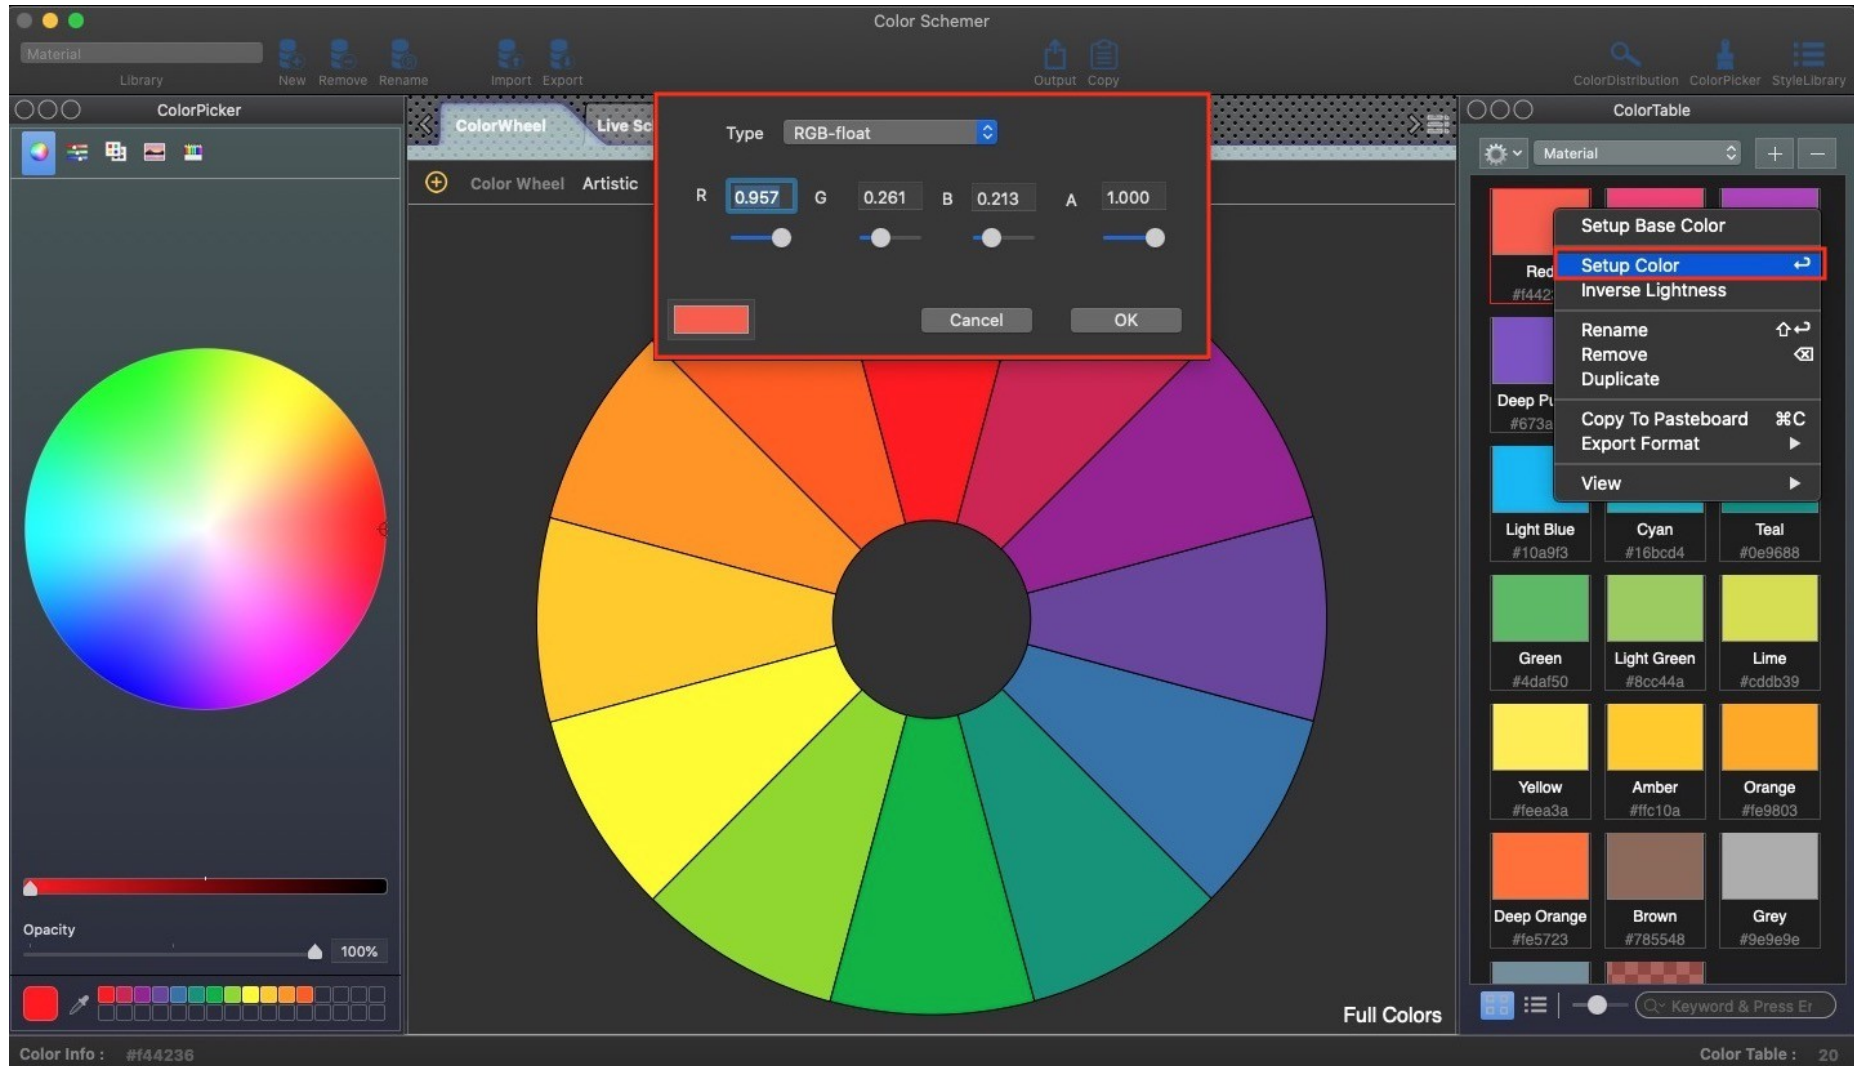 Color Schemer
Material
Library
New Remove Rename
Import Export
Output Copy
ColorDistribution ColorPicker StyleLibrary
ColorPicker
Opacity
100%
ColorWheel
Live Sc
Color Wheel Artistic
Type RGB-float
R 0.957 G 0.261 B 0.213 A 1.000
Cancel OK
Full Colors
ColorTable
Material
Setup Base Color
Setup Color
Inverse Lightness
Rename
Remove
Duplicate
Copy To Pasteboard ⌘C
Export Format
View
Red
#f442
Deep Pu
#673a
Light Blue Cyan Teal
#10a9f3 #16bcd4 #0e9688
Green Light Green Lime
#4daf50 #8cc44a #cddb39
Yellow Amber Orange
#feea3a #ffc10a #fe9803
Deep Orange Brown Grey
#fe5723 #785548 #9e9e9e
Keyword & Press Er
Color Info : #f44236
Color Table : 20